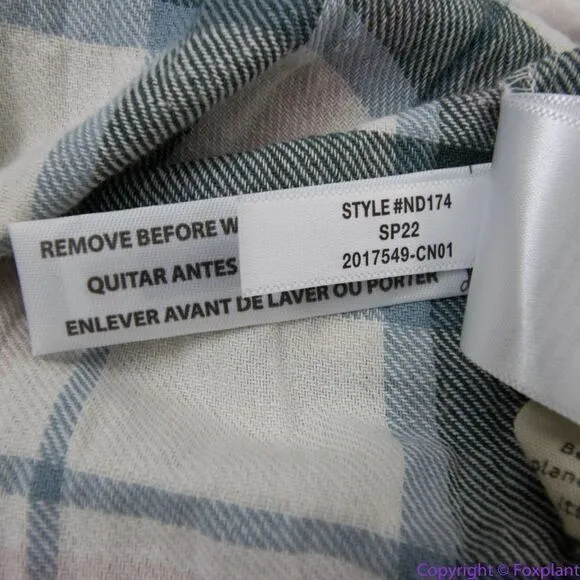 STYLE #ND174
SP22
2017549-CN01
REMOVE BEFORE W
QUITAR ANTES
ENLEVER AVANT DE LAVER OU PORTER
Copyright © Foxplant